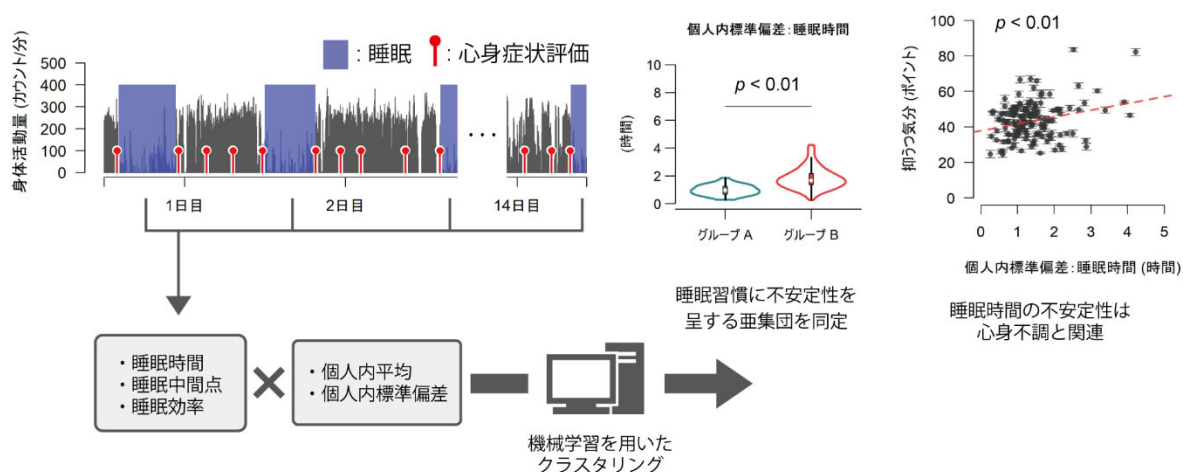 ：睡眠 ：心身症状評価
身体活動量 (カウント/分)
500
400
300
200
100
0
・・・
1日目 2日目 14日目
個人内標準偏差：睡眠時間
p < 0.01
(時間)
10
8
6
4
2
0
グループ A グループ B
睡眠習慣に不安定性を
呈する亜集団を同定
p < 0.01
抑うつ気分 (ポイント)
100
80
60
40
20
0
0 1 2 3 4 5
個人内標準偏差：睡眠時間 (時間)
睡眠時間の不安定性は
心身不調と関連
・睡眠時間
・睡眠中間点
・睡眠効率
・個人内平均
・個人内標準偏差
機械学習を用いた
クラスタリング